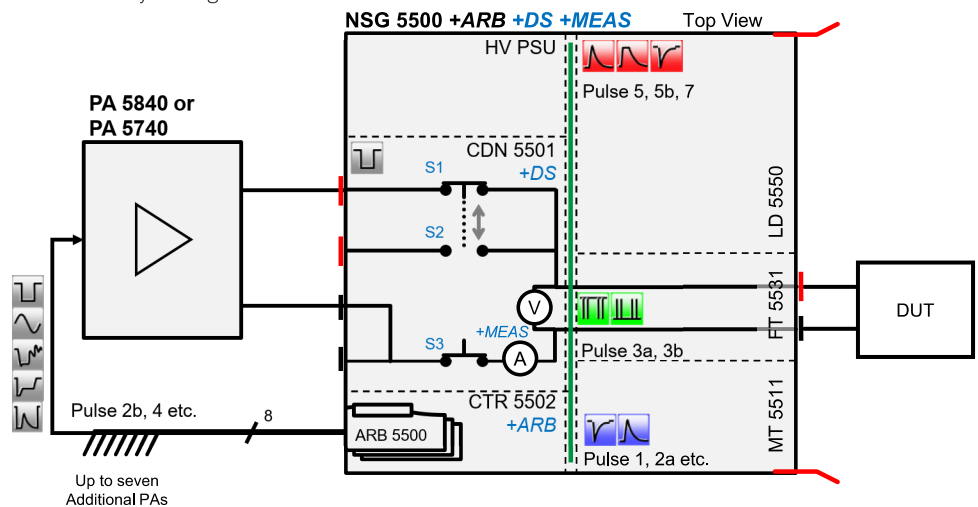 NSG 5500 +ARB +DS +MEAS
Top View
HV PSU
Pulse 5, 5b, 7
PA 5840 or
PA 5740
CDN 5501
+DS
S1
S2
LD 5550
V
FT 5531
DUT
+MEAS
S3
A
Pulse 3a, 3b
CTR 5502
+ARB
ARB 5500
MT 5511
Pulse 1, 2a etc.
Pulse 2b, 4 etc.
8
Up to seven
Additional PAs